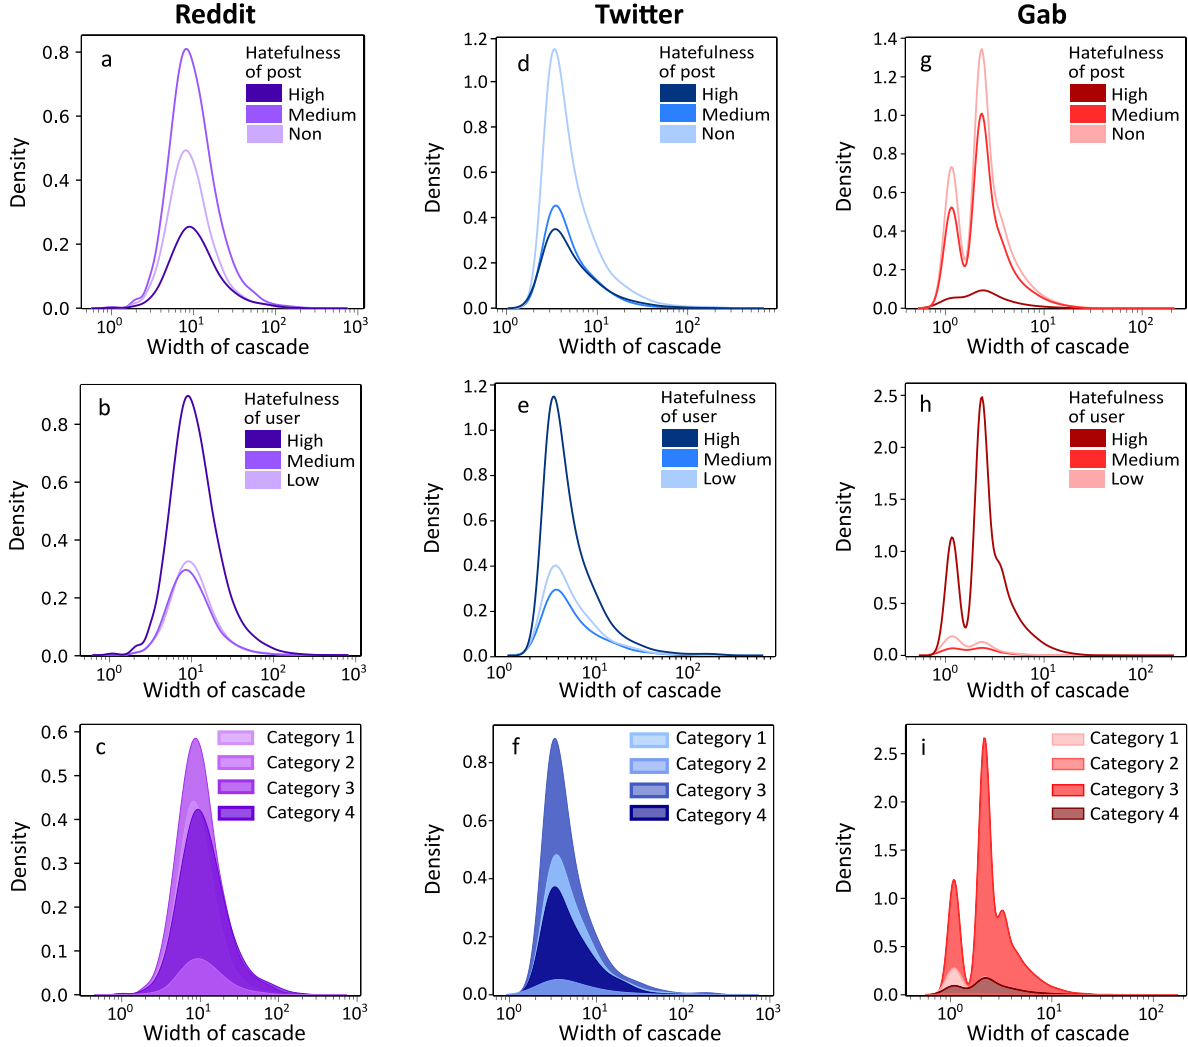 Reddit
Twitter
Gab
a
Hatefulness
of post
High
Medium
Non
0.8
0.6
0.4
0.2
0.0
Density
10⁰
10¹
10²
10³
Width of cascade
d
Hatefulness
of post
High
Medium
Non
1.2
1.0
0.8
0.6
0.4
0.2
0.0
Density
10⁰
10¹
10²
Width of cascade
g
Hatefulness
of post
High
Medium
Non
1.4
1.2
1.0
0.8
0.6
0.4
0.2
0.0
Density
10⁰
10¹
10²
Width of cascade
b
Hatefulness
of user
High
Medium
Low
0.8
0.6
0.4
0.2
0.0
Density
10⁰
10¹
10²
10³
Width of cascade
e
Hatefulness
of user
High
Medium
Low
1.2
1.0
0.8
0.6
0.4
0.2
0.0
Density
10⁰
10¹
10²
Width of cascade
h
Hatefulness
of user
High
Medium
Low
2.5
2.0
1.5
1.0
0.5
0.0
Density
10⁰
10¹
10²
Width of cascade
c
Category 1
Category 2
Category 3
Category 4
0.6
0.5
0.4
0.3
0.2
0.1
0.0
Density
10⁰
10¹
10²
10³
Width of cascade
f
Category 1
Category 2
Category 3
Category 4
0.8
0.6
0.4
0.2
0.0
Density
10⁰
10¹
10²
10³
Width of cascade
i
Category 1
Category 2
Category 3
Category 4
2.5
2.0
1.5
1.0
0.5
0.0
Density
10⁰
10¹
10²
Width of cascade